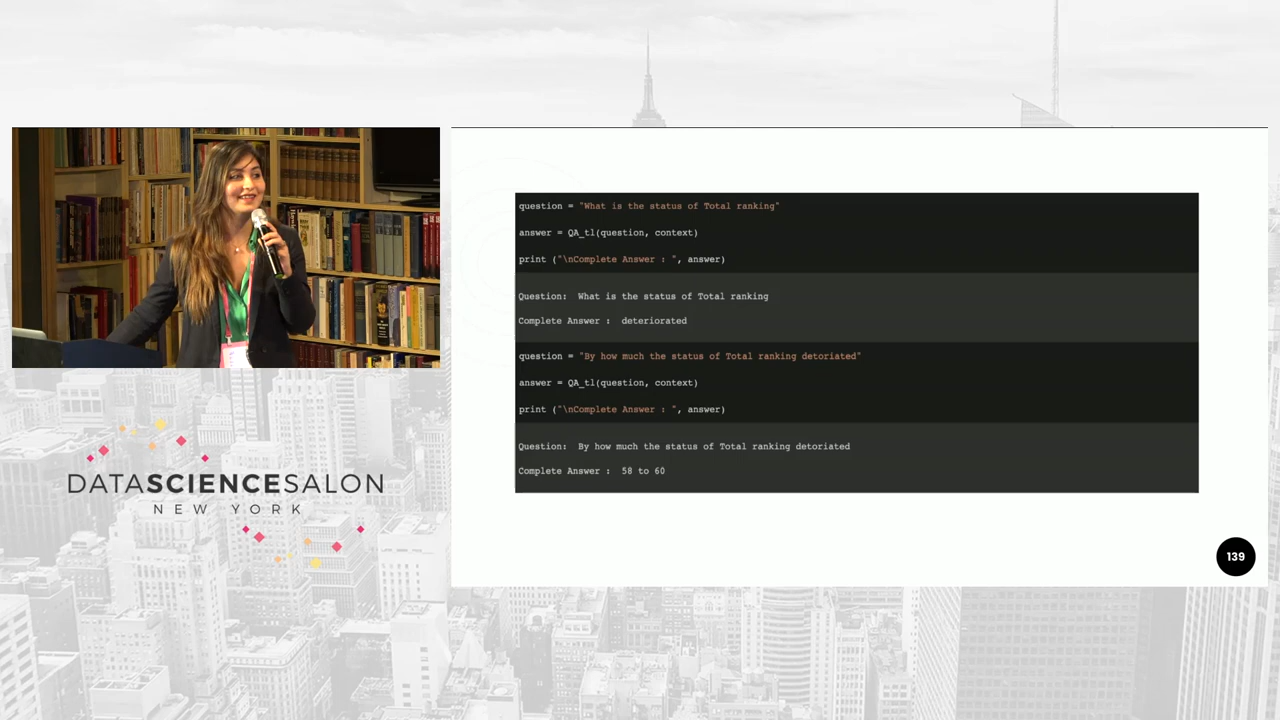 question = "What is the status of Total ranking"
answer = QA_tl(question, context)
print ("\nComplete Answer : ", answer)
Question:  What is the status of Total ranking
Complete Answer :  deteriorated
question = "By how much the status of Total ranking detoriated"
answer = QA_tl(question, context)
print ("\nComplete Answer : ", answer)
Question:  By how much the status of Total ranking detoriated
Complete Answer :  58 to 60
139
DATASCIENCESALON
NEW YORK